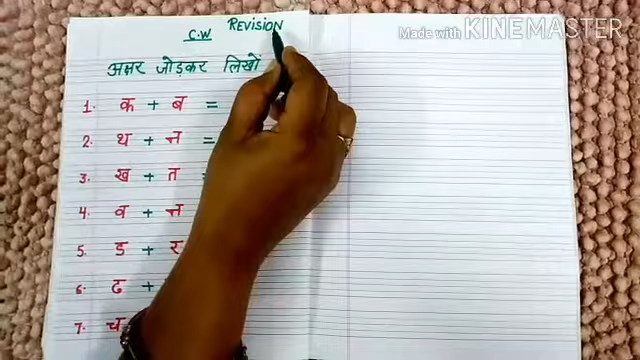 Made with KINEMASTER
C.W Revision
अक्षर जोड़कर लिखों
1. क + ब =
2. थ + न =
3. ख + त
4. व + न
5. ड + र
6. ढ +
7. च